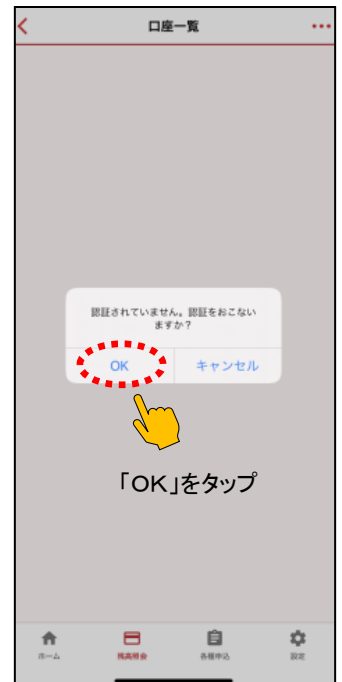 口座一覧
認証されていません。認証をおこない
ますか?
OK キャンセル
「OK」をタップ
ホーム 残高照会 各種申込 設定